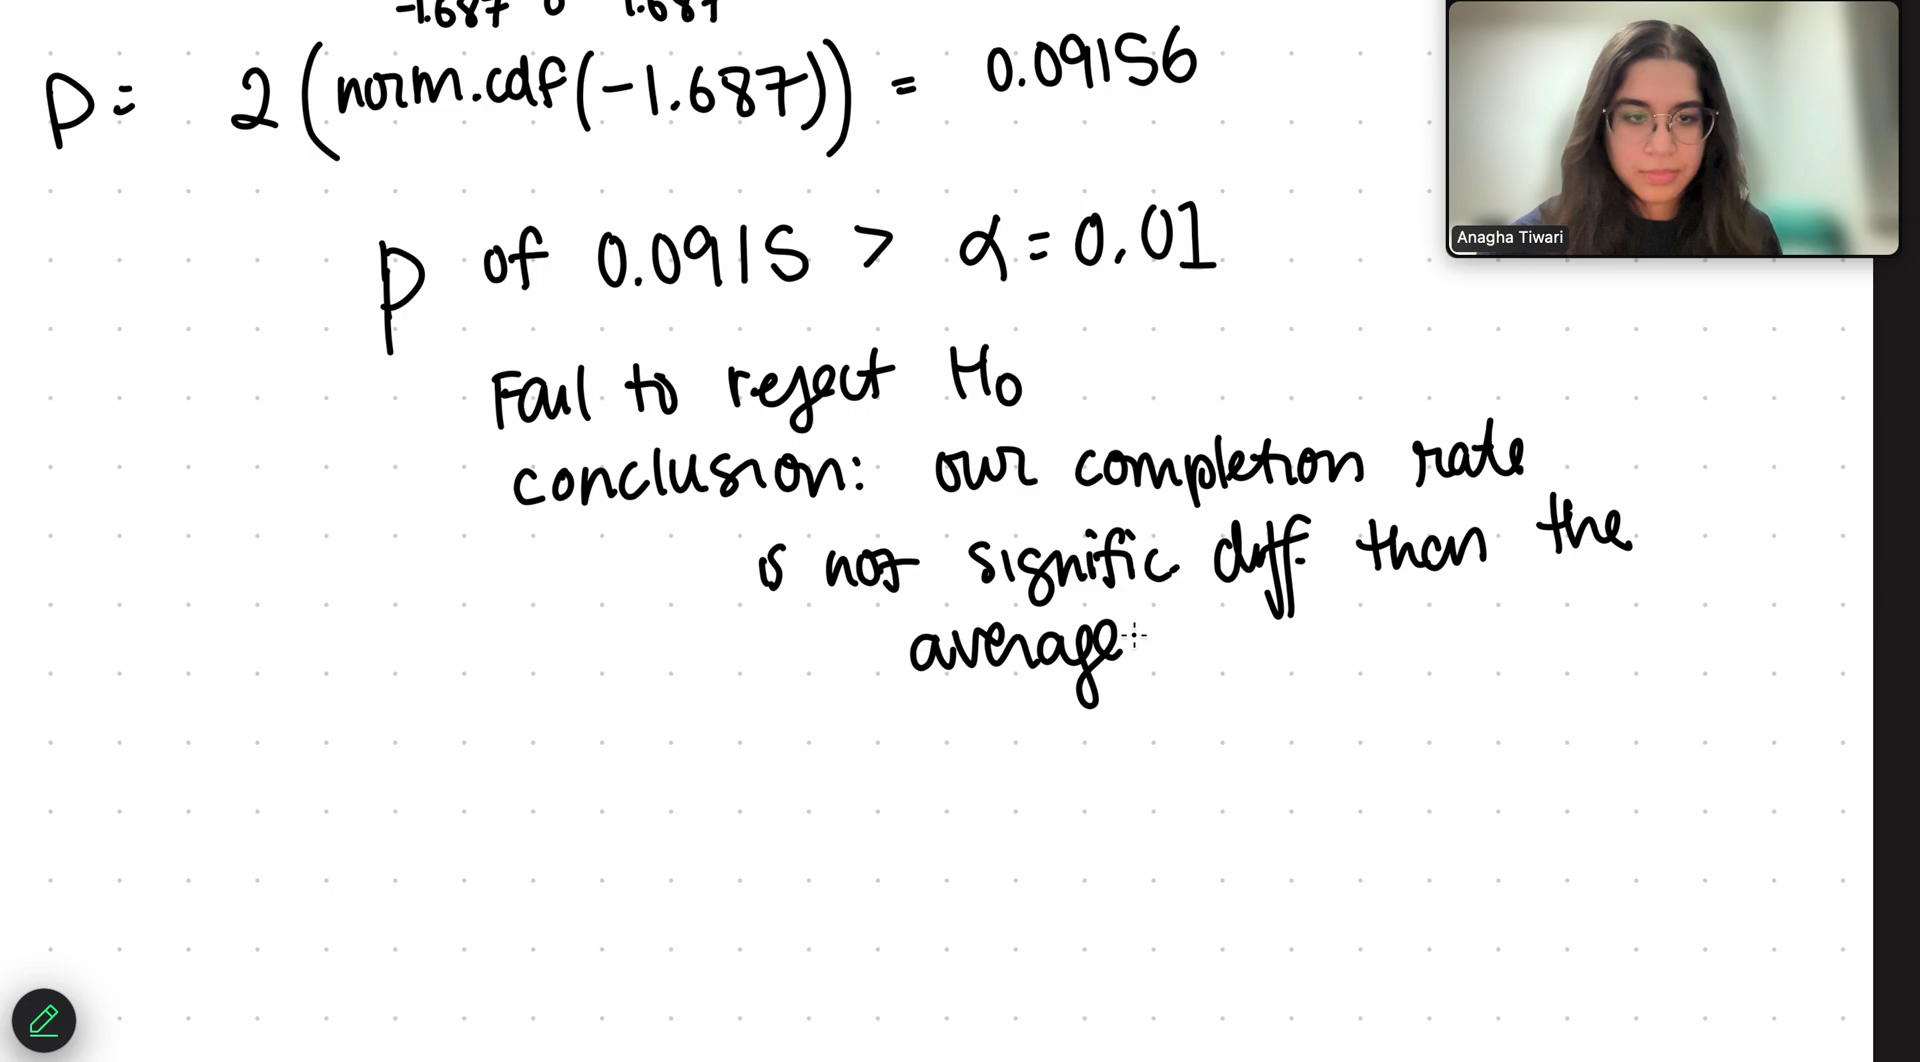 -1.687 0 1.687
p = 2(norm.cdf(-1.687)) = 0.09156
Anagha Tiwari
p of 0.0915 > α = 0.01
Fail to reject H0
conclusion: our completion rate
is not signific diff. than the
average